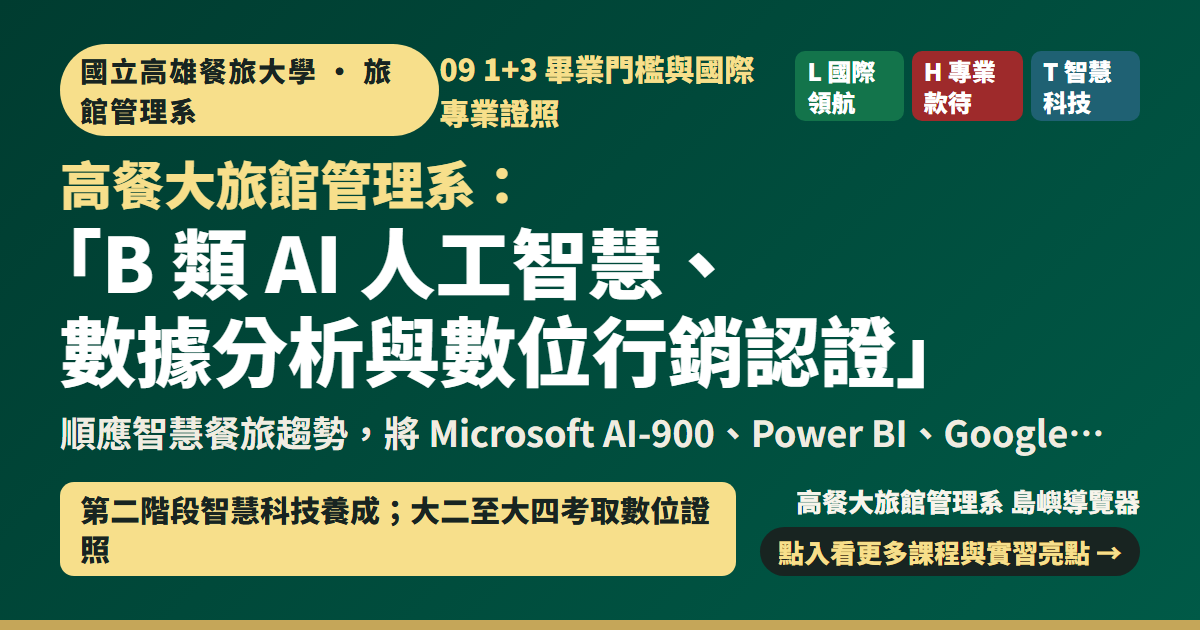 國立高雄餐旅大學 · 旅
館管理系
09 1+3 畢業門檻與國際
專業證照
L 國際
領航
H 專業
款待
T 智慧
科技
高餐大旅館管理系：
「B 類 AI 人工智慧、
數據分析與數位行銷認證」
順應智慧餐旅趨勢，將 Microsoft AI-900、Power BI、Google…
第二階段智慧科技養成；大二至大四考取數位證
照
高餐大旅館管理系 島嶼導覽器
點入看更多課程與實習亮點 →